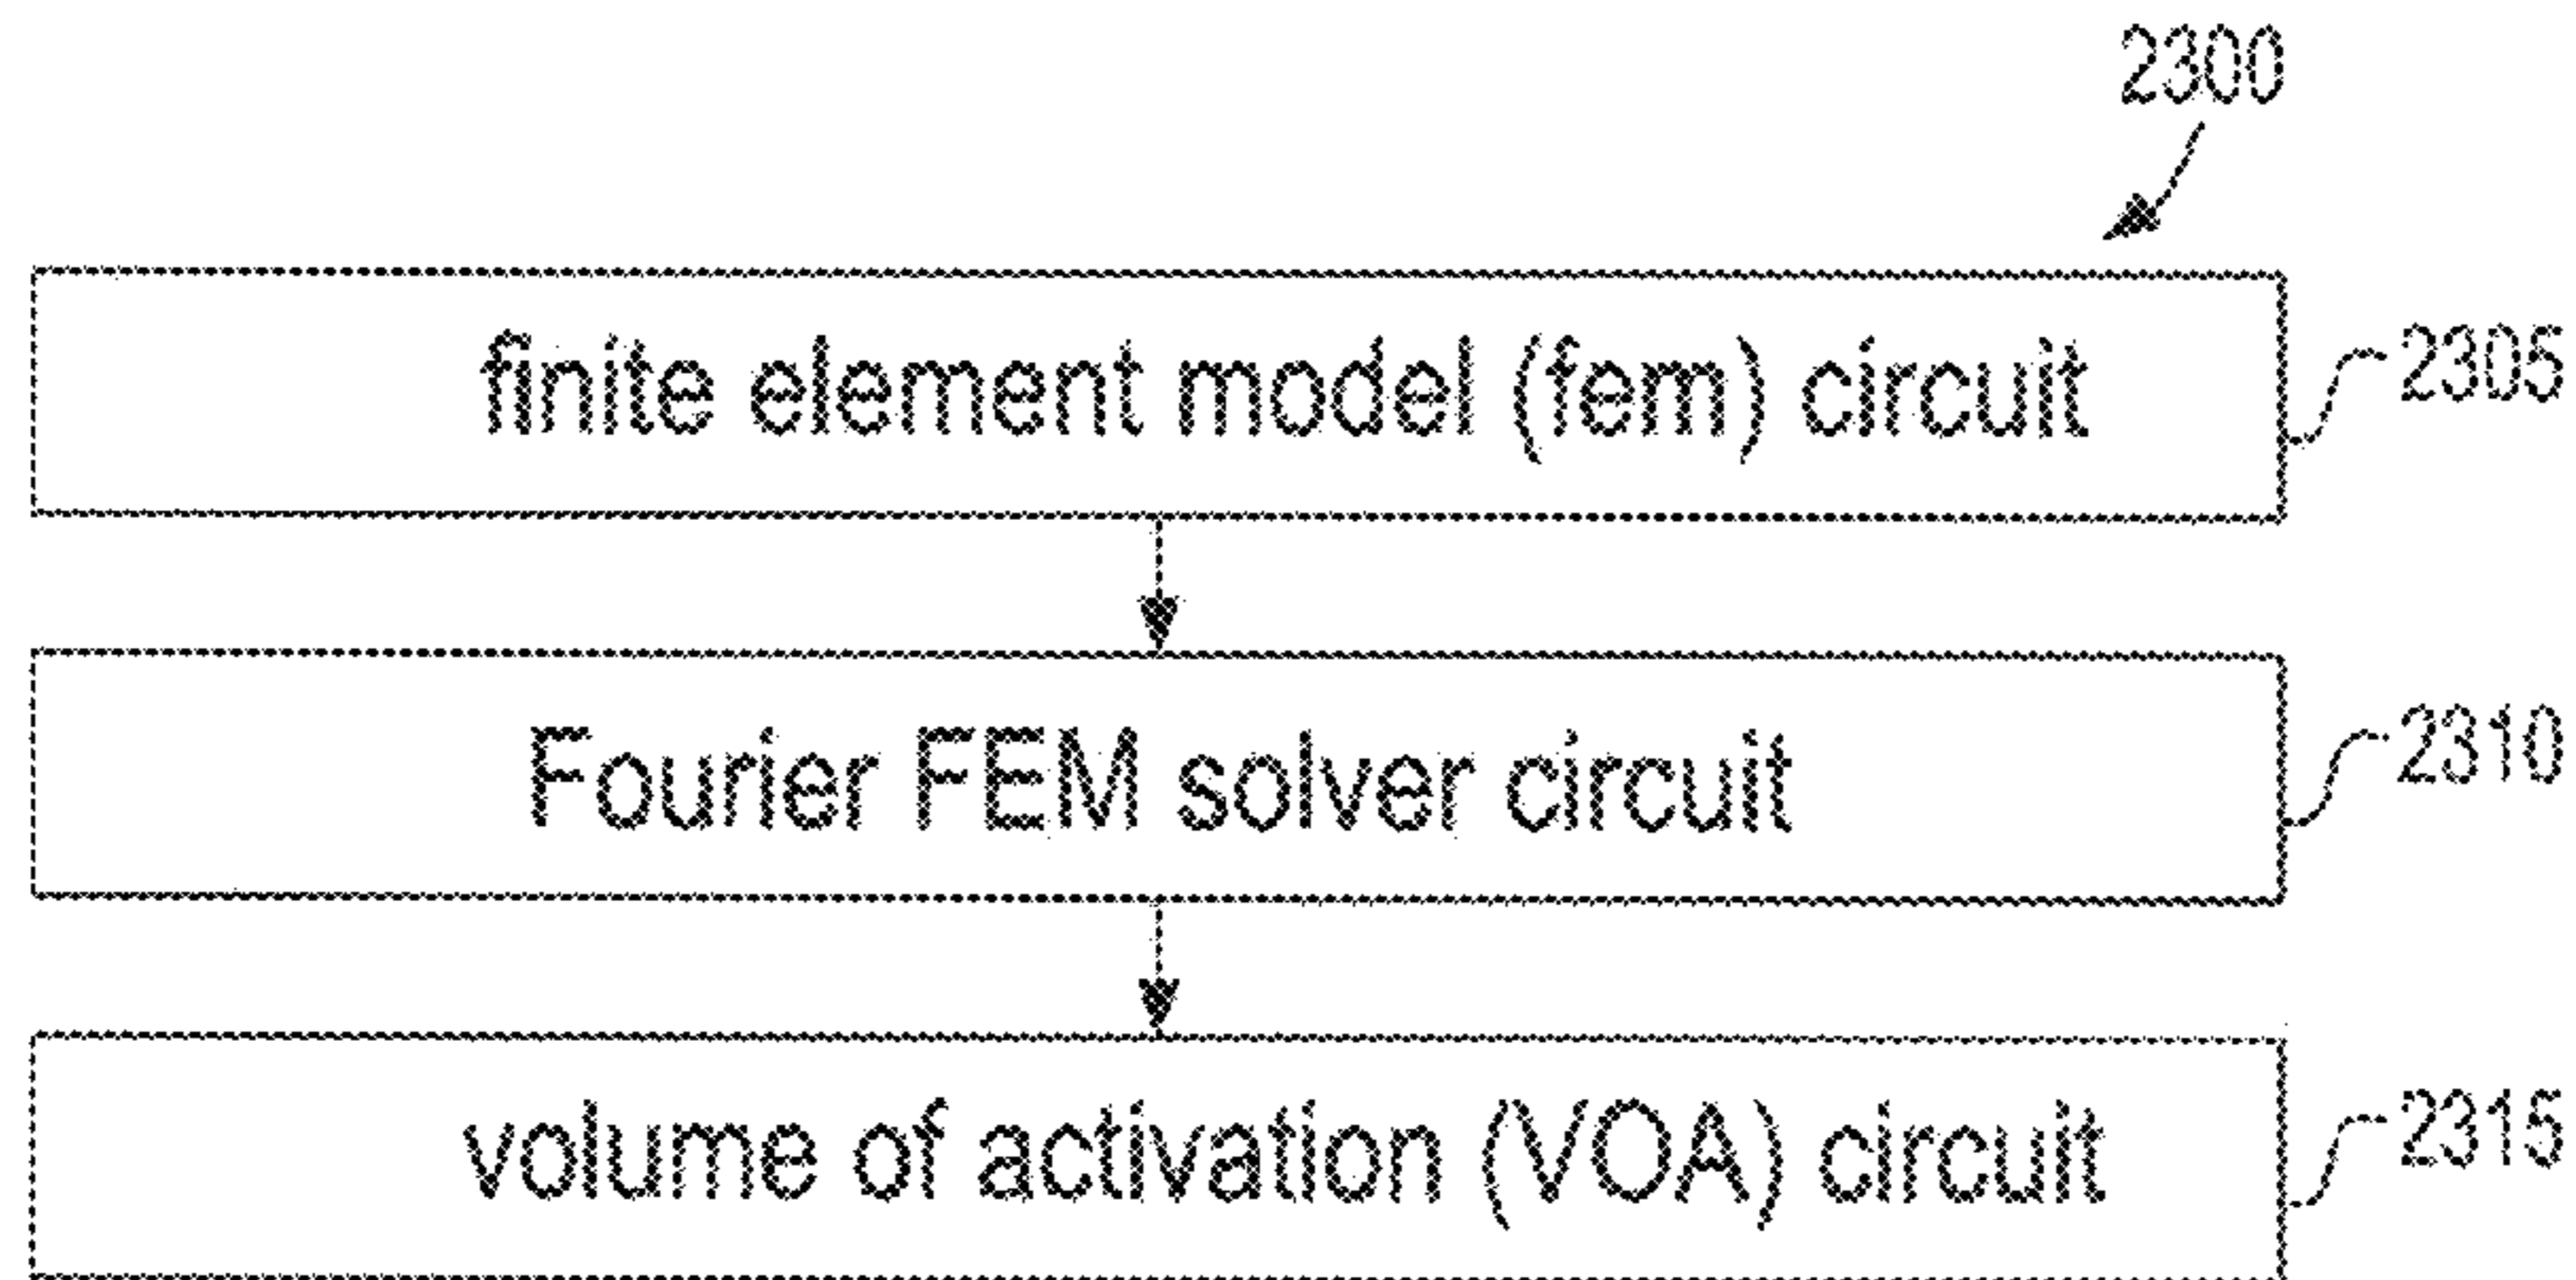 2300
finite element model (fem) circuit
2305
Fourier FEM solver circuit
2310
volume of activation (VOA) circuit
2315